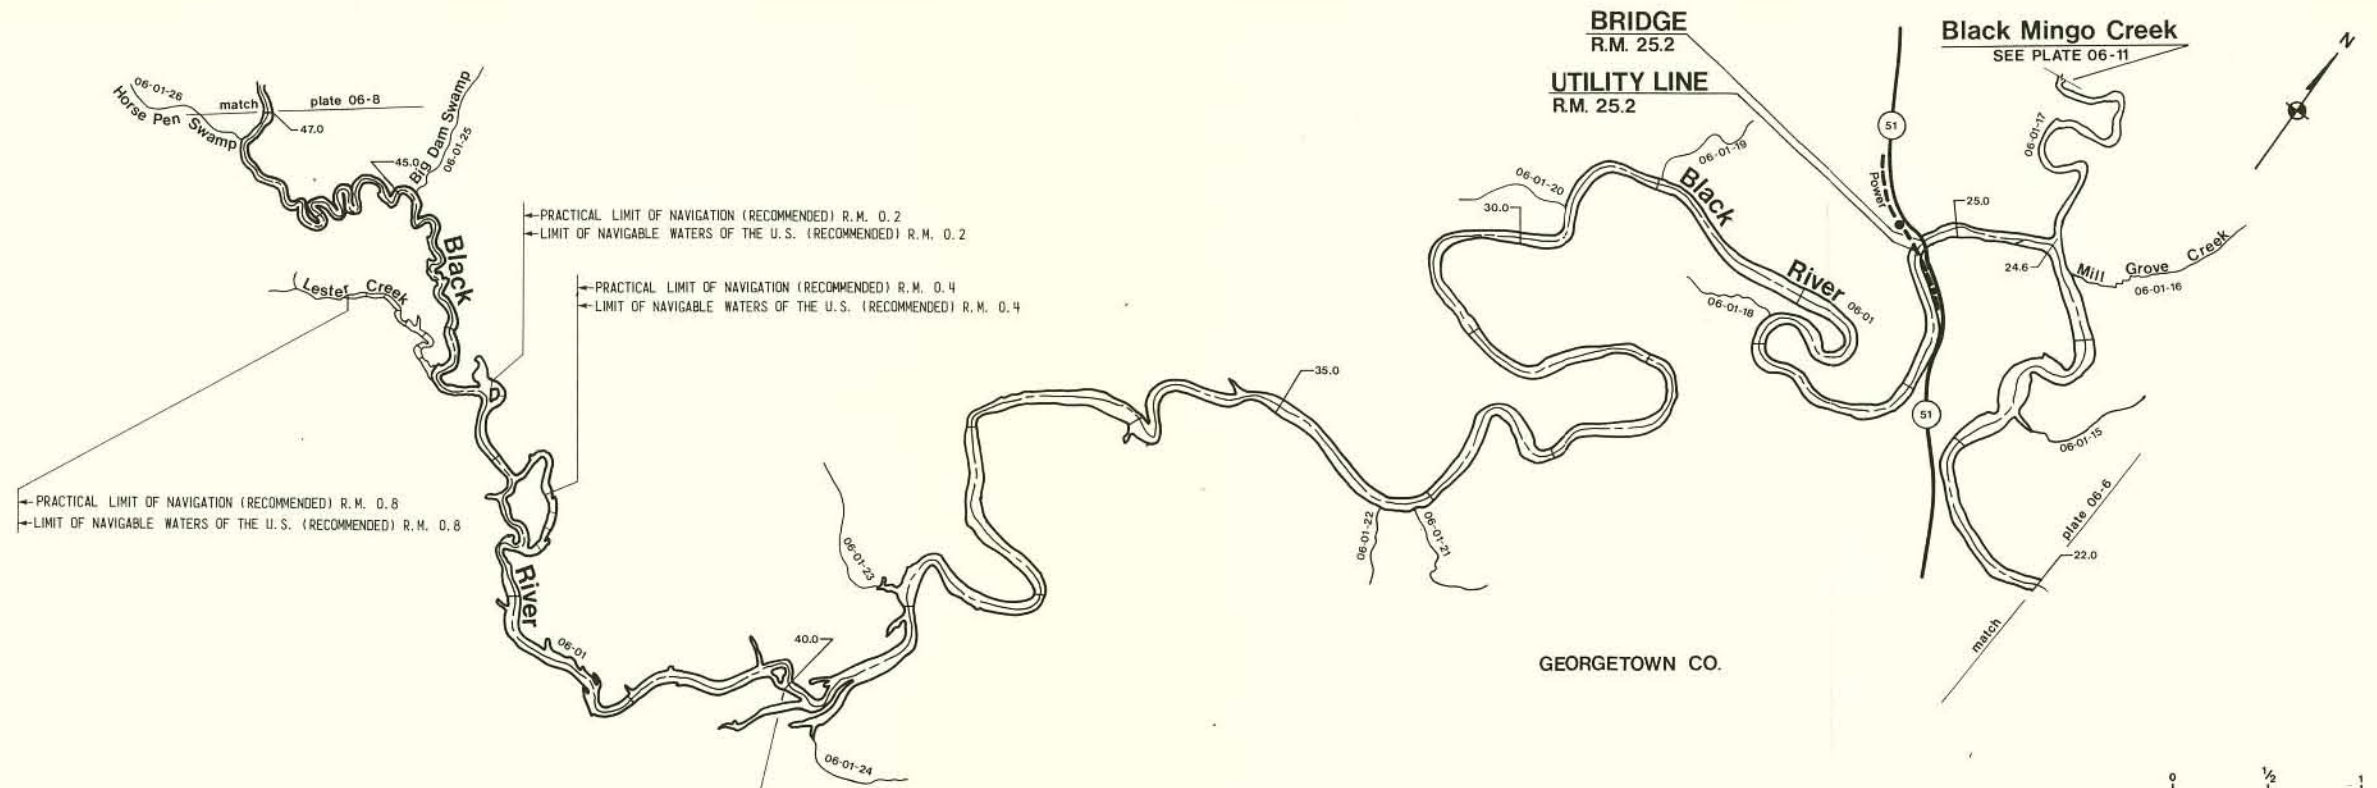 BRIDGE
R.M. 25.2
UTILITY LINE
R.M. 25.2
Black Mingo Creek
SEE PLATE 06-11
N
06-01-26
Horse Pen Swamp
match
plate 06-8
47.0
45.0
Big Dam Swamp
06-01-25
Black
Lester Creek
PRACTICAL LIMIT OF NAVIGATION (RECOMMENDED) R.M. 0.2
LIMIT OF NAVIGABLE WATERS OF THE U.S. (RECOMMENDED) R.M. 0.2
PRACTICAL LIMIT OF NAVIGATION (RECOMMENDED) R.M. 0.4
LIMIT OF NAVIGABLE WATERS OF THE U.S. (RECOMMENDED) R.M. 0.4
PRACTICAL LIMIT OF NAVIGATION (RECOMMENDED) R.M. 0.8
LIMIT OF NAVIGABLE WATERS OF THE U.S. (RECOMMENDED) R.M. 0.8
River
06-01
40.0
06-01-23
06-01-24
35.0
06-01-22
06-01-21
30.0
06-01-20
06-01-19
Black
River
06-01
06-01-18
51
Power
25.0
24.6
06-01-17
Mill Grove Creek
06-01-16
51
06-01-15
plate 06-6
22.0
match
GEORGETOWN CO.
0
1/2
1